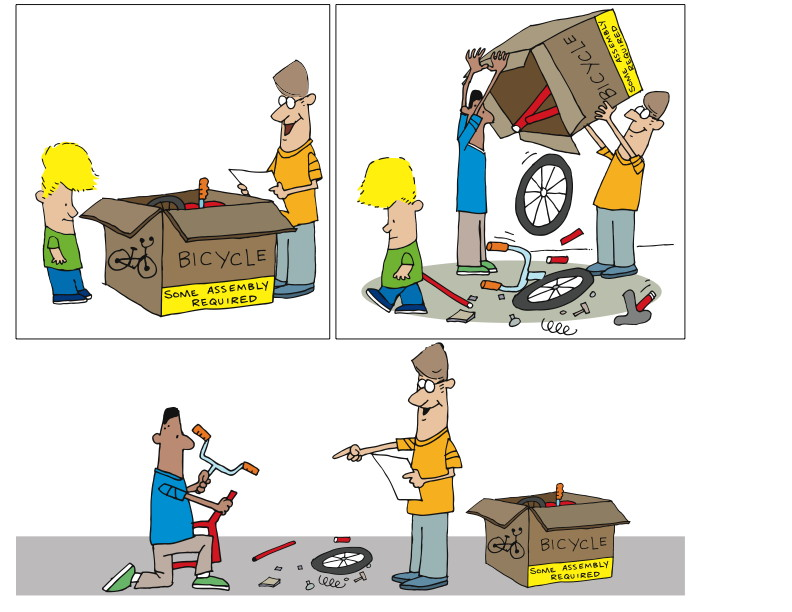 BICYCLE
SOME ASSEMBLY
REQUIRED
BICYCLE
SOME ASSEMBLY
REQUIRED
BICYCLE
SOME ASSEMBLY
REQUIRED